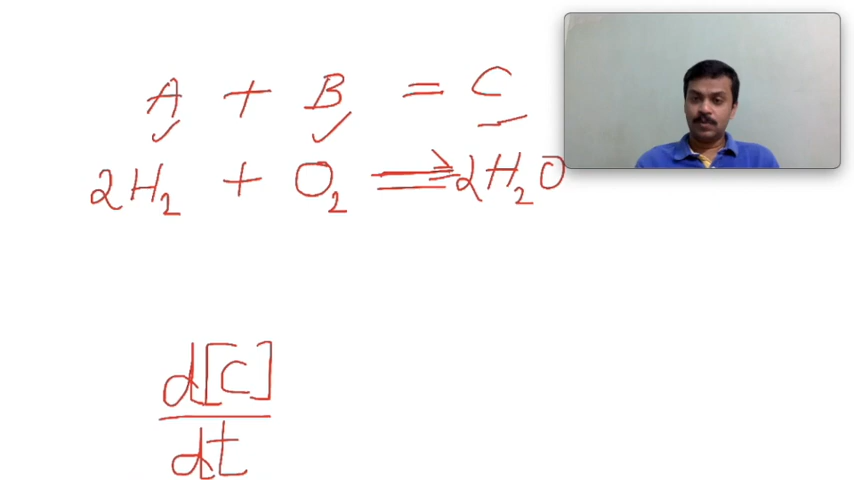 A + B = C
2H₂ + O₂ ⇒ 2H₂O
d[C]
dt